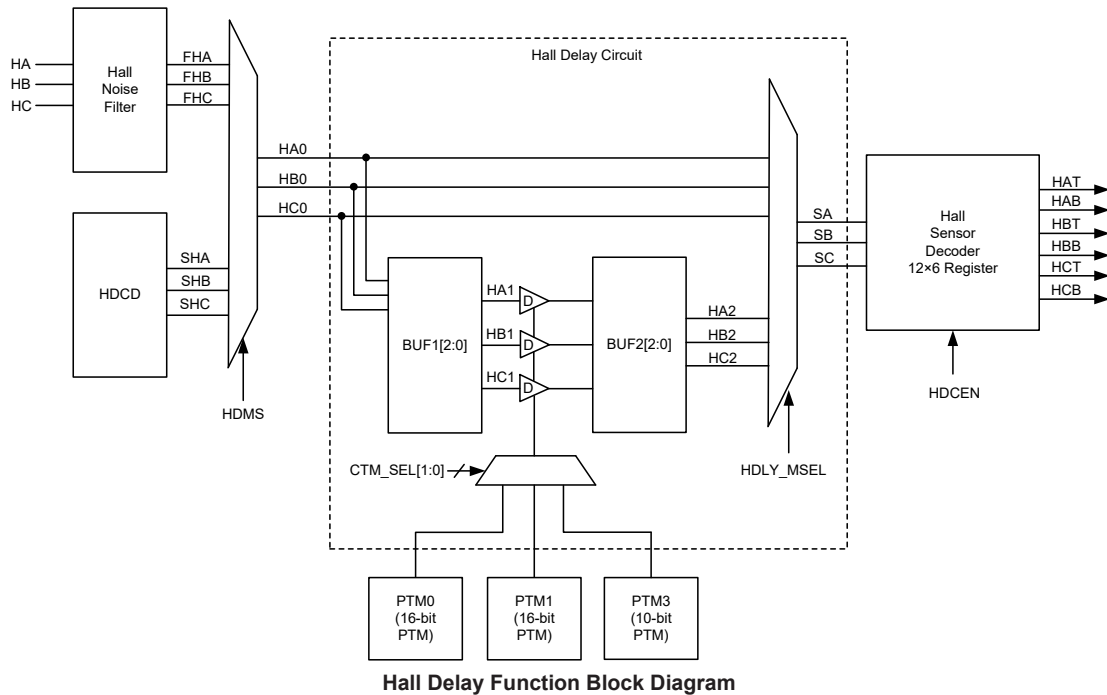 Hall Delay Circuit
HA
HB
HC
Hall
Noise
Filter
FHA
FHB
FHC
HA0
HB0
HC0
HDCD
SHA
SHB
SHC
HDMS
BUF1[2:0]
HA1
HB1
HC1
D
D
D
BUF2[2:0]
HA2
HB2
HC2
CTM_SEL[1:0]
HDLY_MSEL
SA
SB
SC
Hall
Sensor
Decoder
12×6 Register
HAT
HAB
HBT
HBB
HCT
HCB
HDCEN
PTM0
(16-bit
PTM)
PTM1
(16-bit
PTM)
PTM3
(10-bit
PTM)
Hall Delay Function Block Diagram